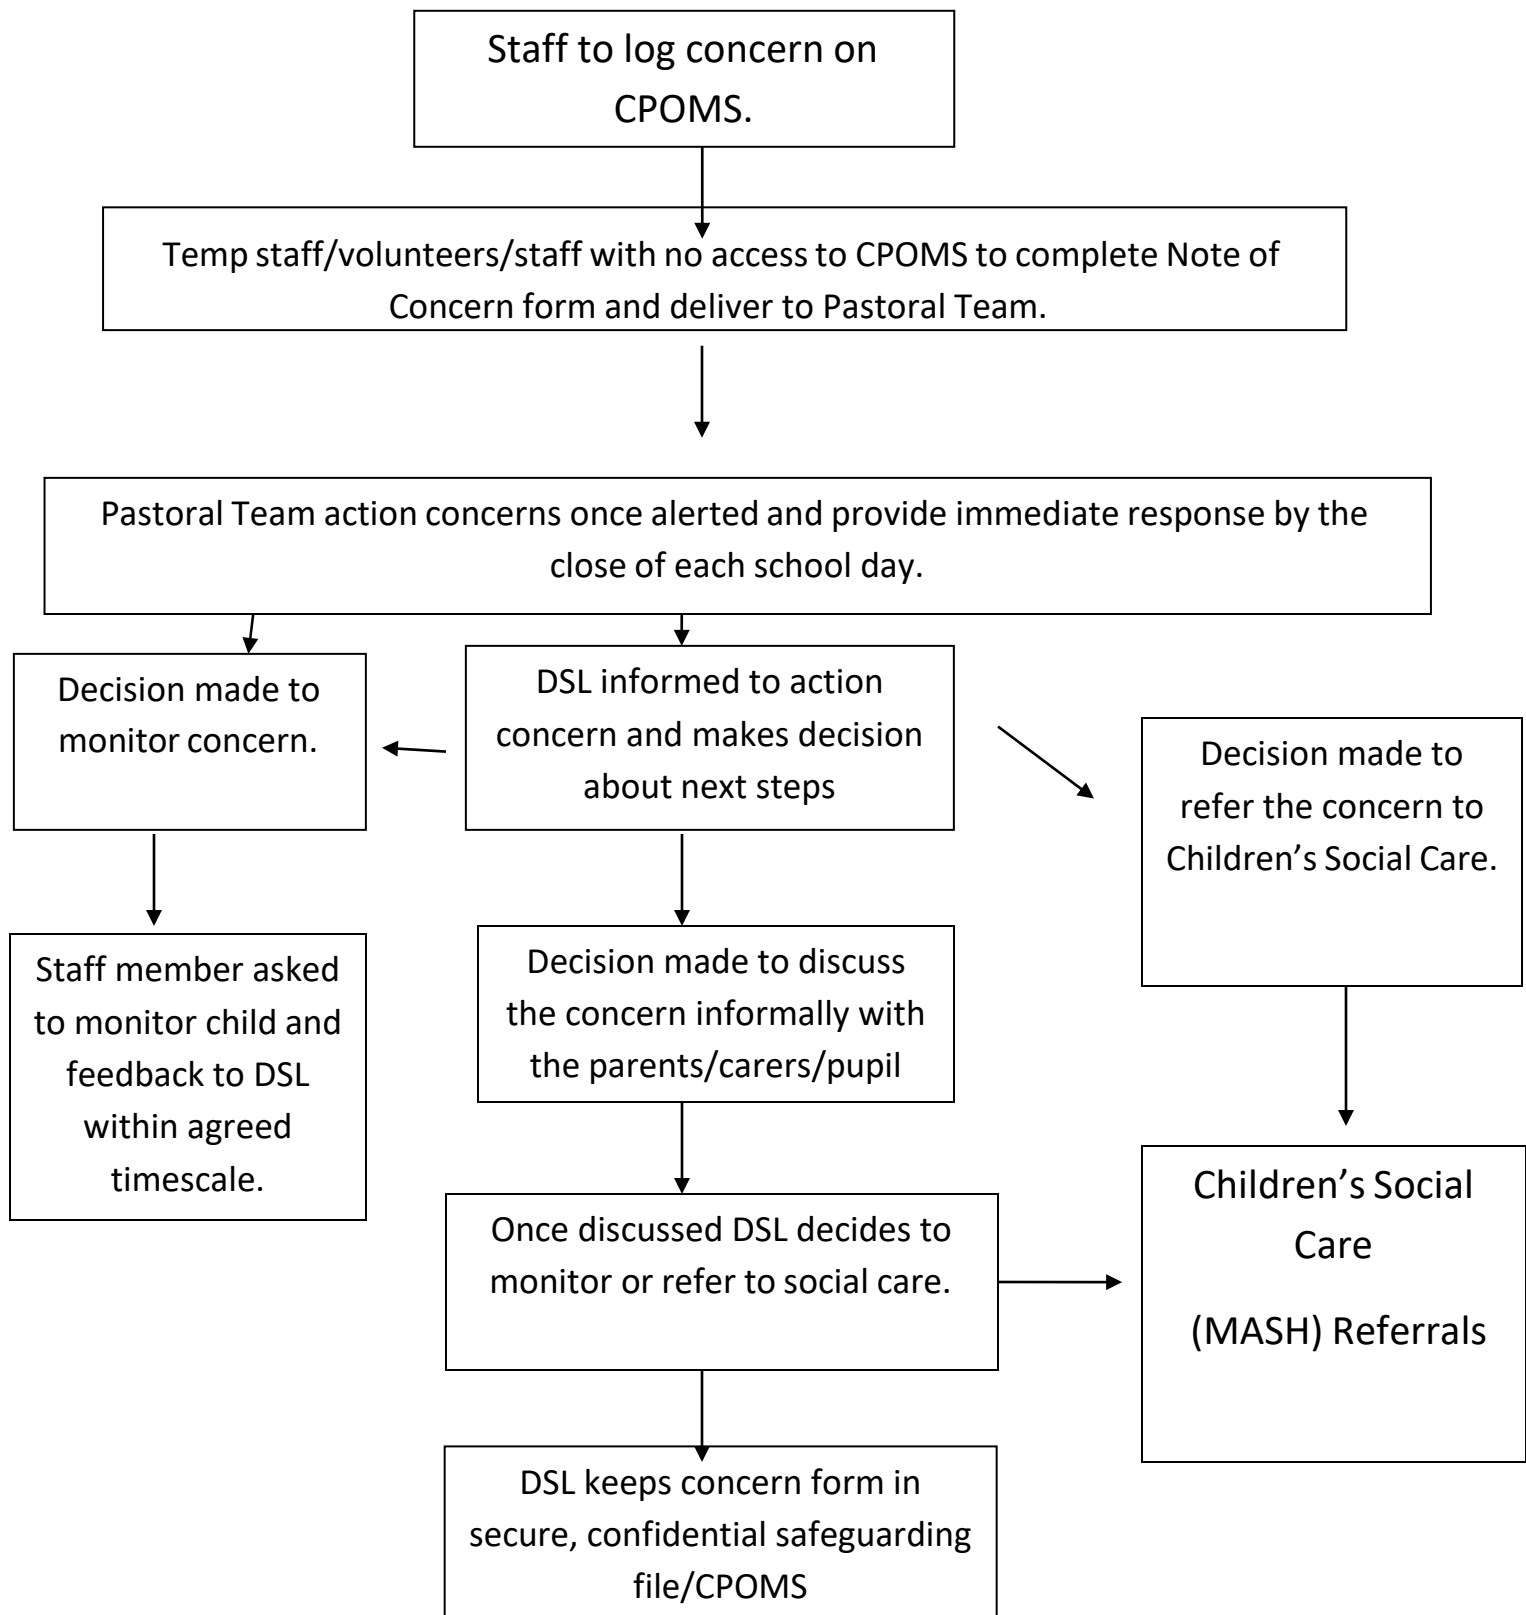 Staff to log concern on
CPOMS.
Temp staff/volunteers/staff with no access to CPOMS to complete Note of
Concern form and deliver to Pastoral Team.
Pastoral Team action concerns once alerted and provide immediate response by the
close of each school day.
Decision made to
monitor concern.
DSL informed to action
concern and makes decision
about next steps
Decision made to
refer the concern to
Children’s Social Care.
Staff member asked
to monitor child and
feedback to DSL
within agreed
timescale.
Decision made to discuss
the concern informally with
the parents/carers/pupil
Once discussed DSL decides to
monitor or refer to social care.
Children’s Social
Care
(MASH) Referrals
DSL keeps concern form in
secure, confidential safeguarding
file/CPOMS